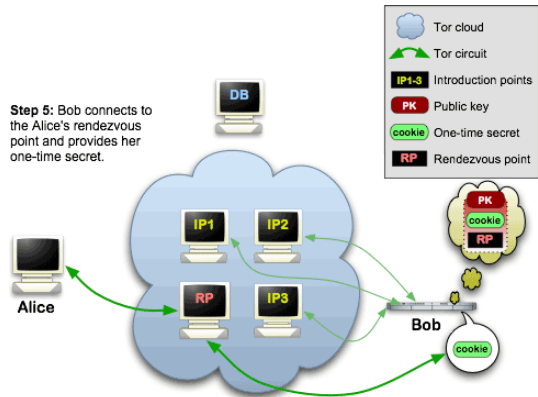 Tor cloud
Tor circuit
IP1-3 Introduction points
PK Public key
cookie One-time secret
RP Rendezvous point
DB
Step 5: Bob connects to
the Alice's rendezvous
point and provides her
one-time secret.
PK
cookie
RP
IP1
IP2
RP
IP3
Alice
Bob
cookie